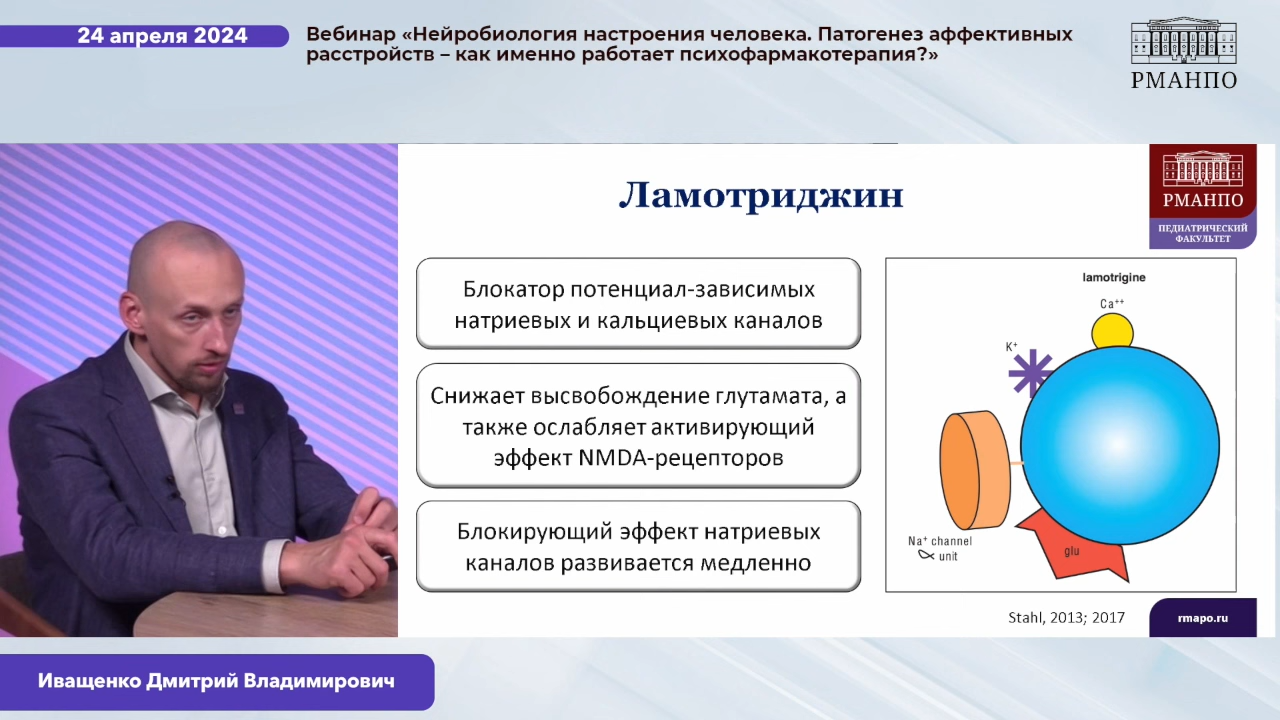 24 апреля 2024
Вебинар «Нейробиология настроения человека. Патогенез аффективных
расстройств – как именно работает психофармакотерапия?»
РМАНПО
Ламотриджин
РМАНПО
ПЕДИАТРИЧЕСКИЙ
ФАКУЛЬТЕТ
Блокатор потенциал-зависимых
натриевых и кальциевых каналов
Снижает высвобождение глутамата, а
также ослабляет активирующий
эффект NMDA-рецепторов
Блокирующий эффект натриевых
каналов развивается медленно
lamotrigine
Ca⁺⁺
K⁺
Na⁺ channel
α unit
glu
Stahl, 2013; 2017
rmapo.ru
Иващенко Дмитрий Владимирович